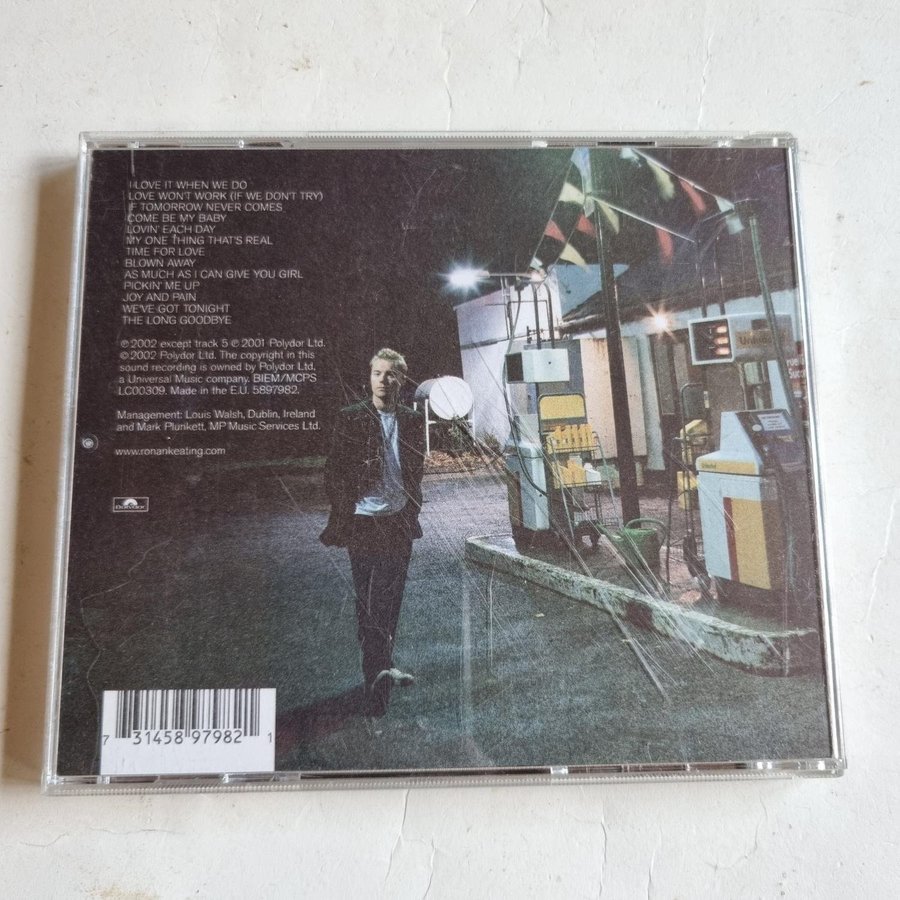 I LOVE IT WHEN WE DO
LOVE WON'T WORK (IF WE DON'T TRY)
IF TOMORROW NEVER COMES
COME BE MY BABY
LOVIN' EACH DAY
MY ONE THING THAT'S REAL
TIME FOR LOVE
BLOWN AWAY
AS MUCH AS I CAN GIVE YOU GIRL
PICKIN' ME UP
JOY AND PAIN
WE'VE GOT TONIGHT
THE LONG GOODBYE
℗ 2002 except track 5 ℗ 2001 Polydor Ltd.
© 2002 Polydor Ltd. The copyright in this
sound recording is owned by Polydor Ltd.
a Universal Music company. BIEM/MCPS
LC00309. Made in the E.U. 5897982.
Management: Louis Walsh, Dublin, Ireland
and Mark Plunkett, MP Music Services Ltd.
www.ronankeating.com
Polydor
7 31458 97982 1